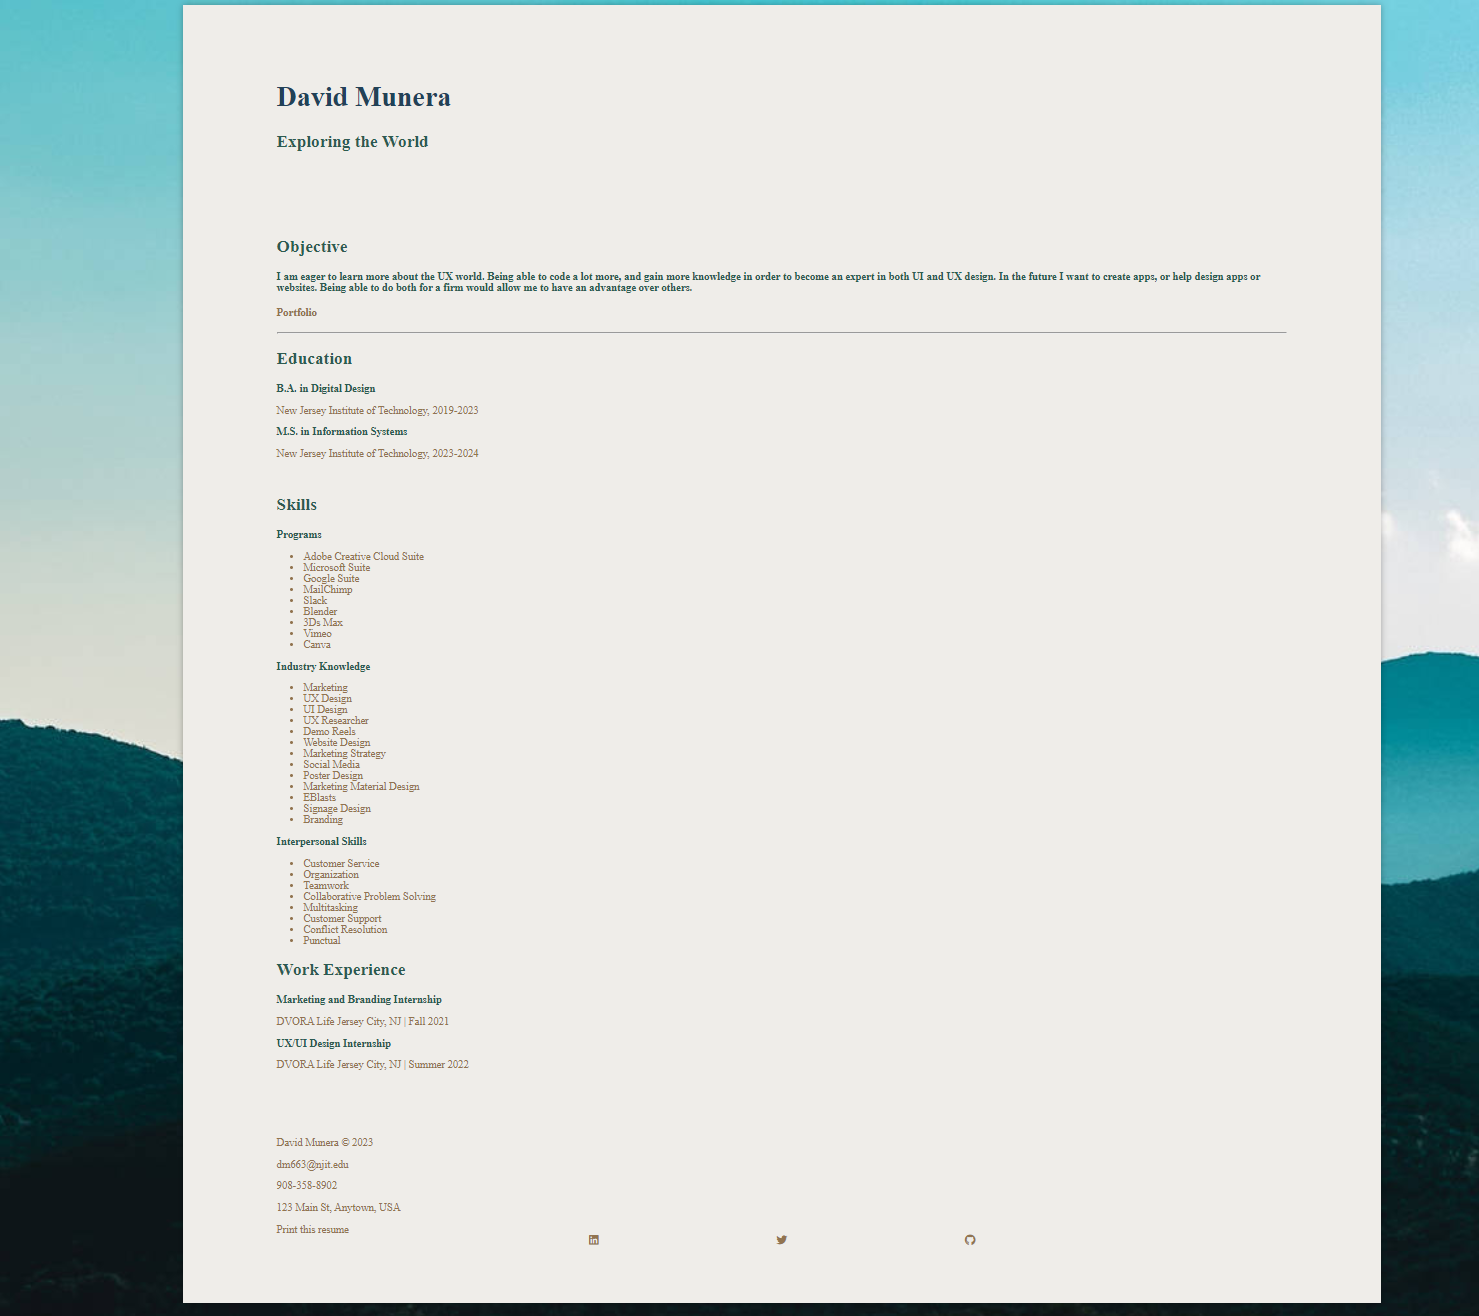 David Munera
Exploring the World
Objective
I am eager to learn more about the UX world. Being able to code a lot more, and gain more knowledge in order to become an expert in both UI and UX design. In the future I want to create apps, or help design apps or
websites. Being able to do both for a firm would allow me to have an advantage over others.
Portfolio
Education
B.A. in Digital Design
New Jersey Institute of Technology, 2019-2023
M.S. in Information Systems
New Jersey Institute of Technology, 2023-2024
Skills
Programs
• Adobe Creative Cloud Suite
• Microsoft Suite
• Google Suite
• MailChimp
• Slack
• Blender
• 3Ds Max
• Vimeo
• Canva
Industry Knowledge
• Marketing
• UX Design
• UI Design
• UX Researcher
• Demo Reels
• Website Design
• Marketing Strategy
• Social Media
• Poster Design
• Marketing Material Design
• EBlasts
• Signage Design
• Branding
Interpersonal Skills
• Customer Service
• Organization
• Teamwork
• Collaborative Problem Solving
• Multitasking
• Customer Support
• Conflict Resolution
• Punctual
Work Experience
Marketing and Branding Internship
DVORA Life Jersey City, NJ | Fall 2021
UX/UI Design Internship
DVORA Life Jersey City, NJ | Summer 2022
David Munera © 2023
dm663@njit.edu
908-358-8902
123 Main St, Anytown, USA
Print this resume